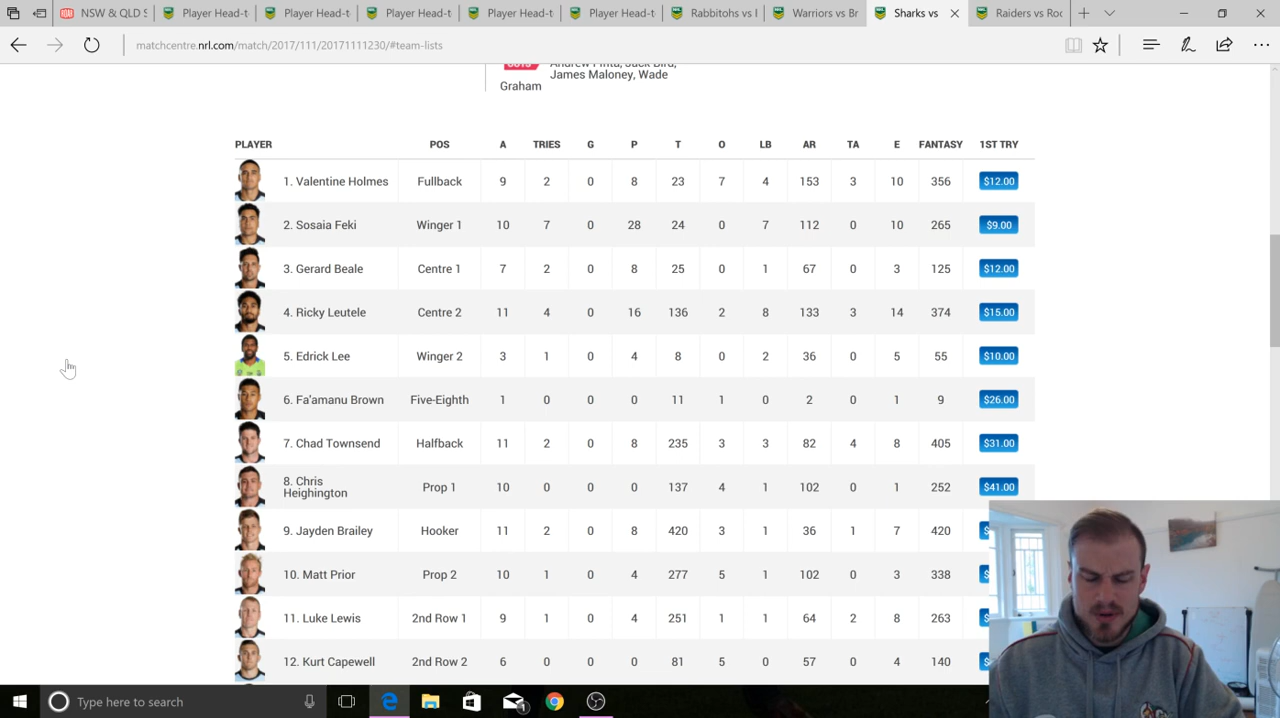 NSW & QLD S
Player Head-t
Player Head-t
Player Head-t
Player Head-t
Rabbitohs vs I
Warriors vs B
Sharks vs
Raiders vs Roo
matchcentre.nrl.com/match/2017/111/20171111230/#team-lists
James Maloney, Wade
Graham
PLAYER POS A TRIES G P T O LB AR TA E FANTASY 1ST TRY
1. Valentine Holmes Fullback 9 2 0 8 23 7 4 153 3 10 356 $12.00
Feki Winger 1 10 7 0 28 24 0 7 112 0 10 265 $9.00
3. Gerard Beale Centre 1 7 2 0 8 25 0 1 67 0 3 125 $12.00
4. Ricky Leutele Centre 2 11 4 0 16 136 2 8 133 3 14 374 $15.00
5. Edrick Lee Winger 2 3 1 0 4 8 0 2 36 0 5 55 $10.00
6. Fa'amanu Brown Five-Eighth 1 0 0 0 11 1 0 2 0 1 9 $26.00
7. Chad Townsend Halfback 11 2 0 8 235 3 3 82 4 8 405 $31.00
8. Chris
Heighington Prop 1 10 0 0 0 137 4 1 102 0 1 252 $41.00
Jayden Brailey Hooker 11 2 0 8 420 3 1 36 1 7 420 $
10. Matt Prior Prop 2 10 1 0 4 277 5 1 102 0 3 338 $
Luke Lewis 2nd Row 1 9 1 0 4 251 1 1 64 2 8 263 $
12. Kurt Capewell 2nd Row 2 6 0 0 0 81 5 0 57 0 4 140 $
Type here to search